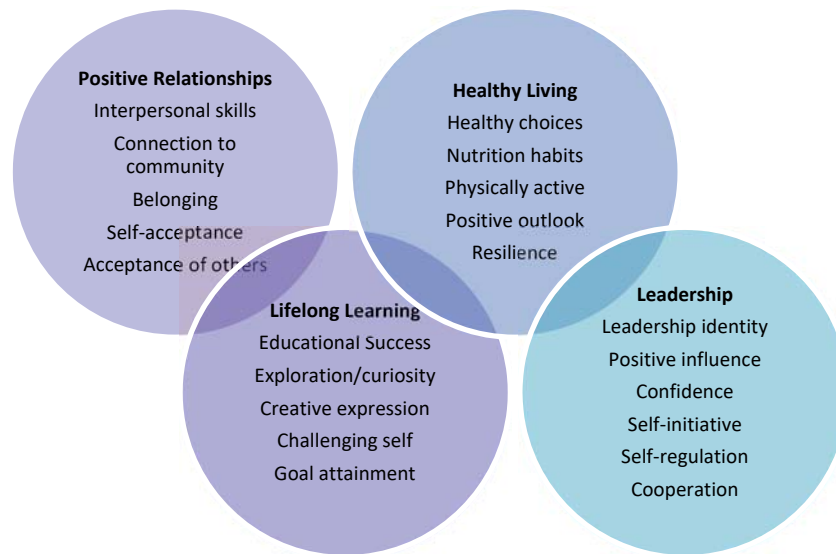 Positive Relationships
Interpersonal skills
Connection to
community
Belonging
Self-acceptance
Acceptance of others
Healthy Living
Healthy choices
Nutrition habits
Physically active
Positive outlook
Resilience
Lifelong Learning
Educational Success
Exploration/curiosity
Creative expression
Challenging self
Goal attainment
Leadership
Leadership identity
Positive influence
Confidence
Self-initiative
Self-regulation
Cooperation